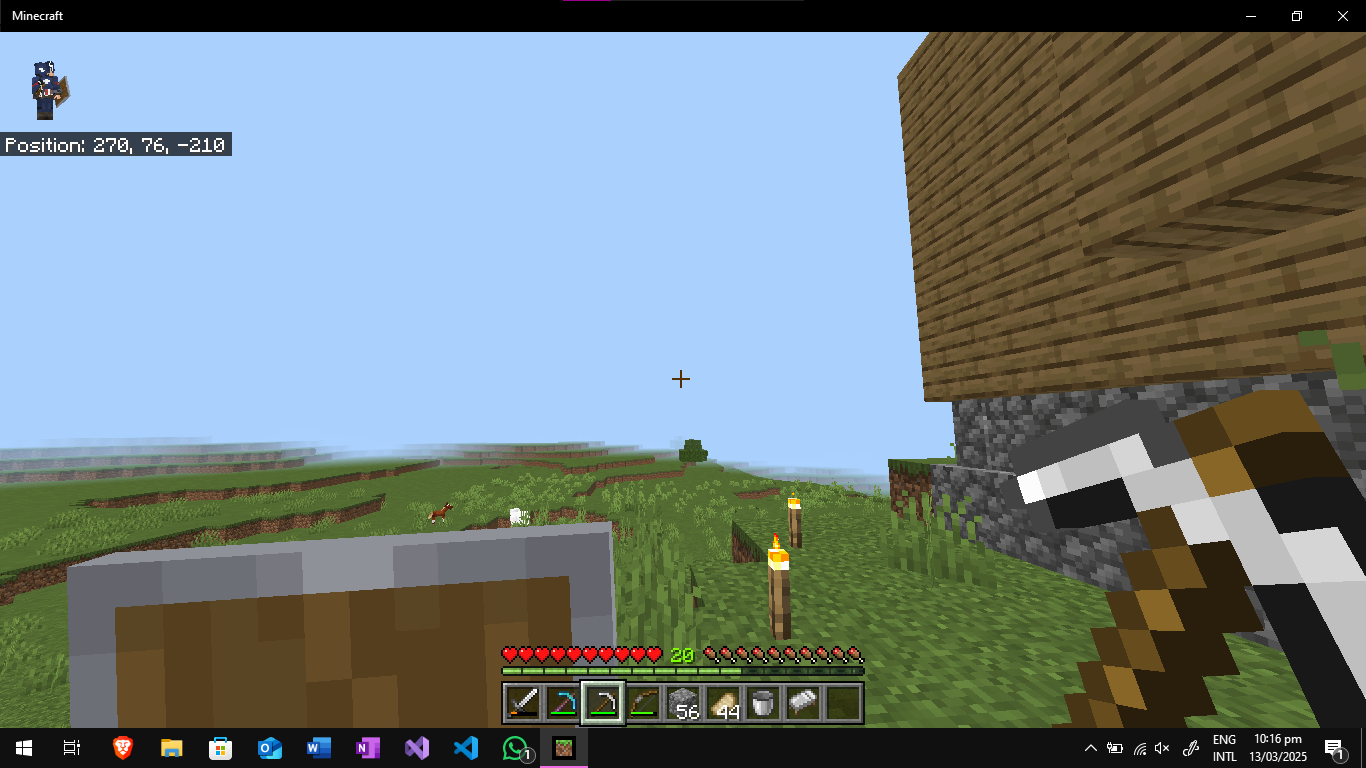 Minecraft
Position: 270, 76, -210
20
56
44
ENG
INTL
10:16 pm
13/03/2025
1
1